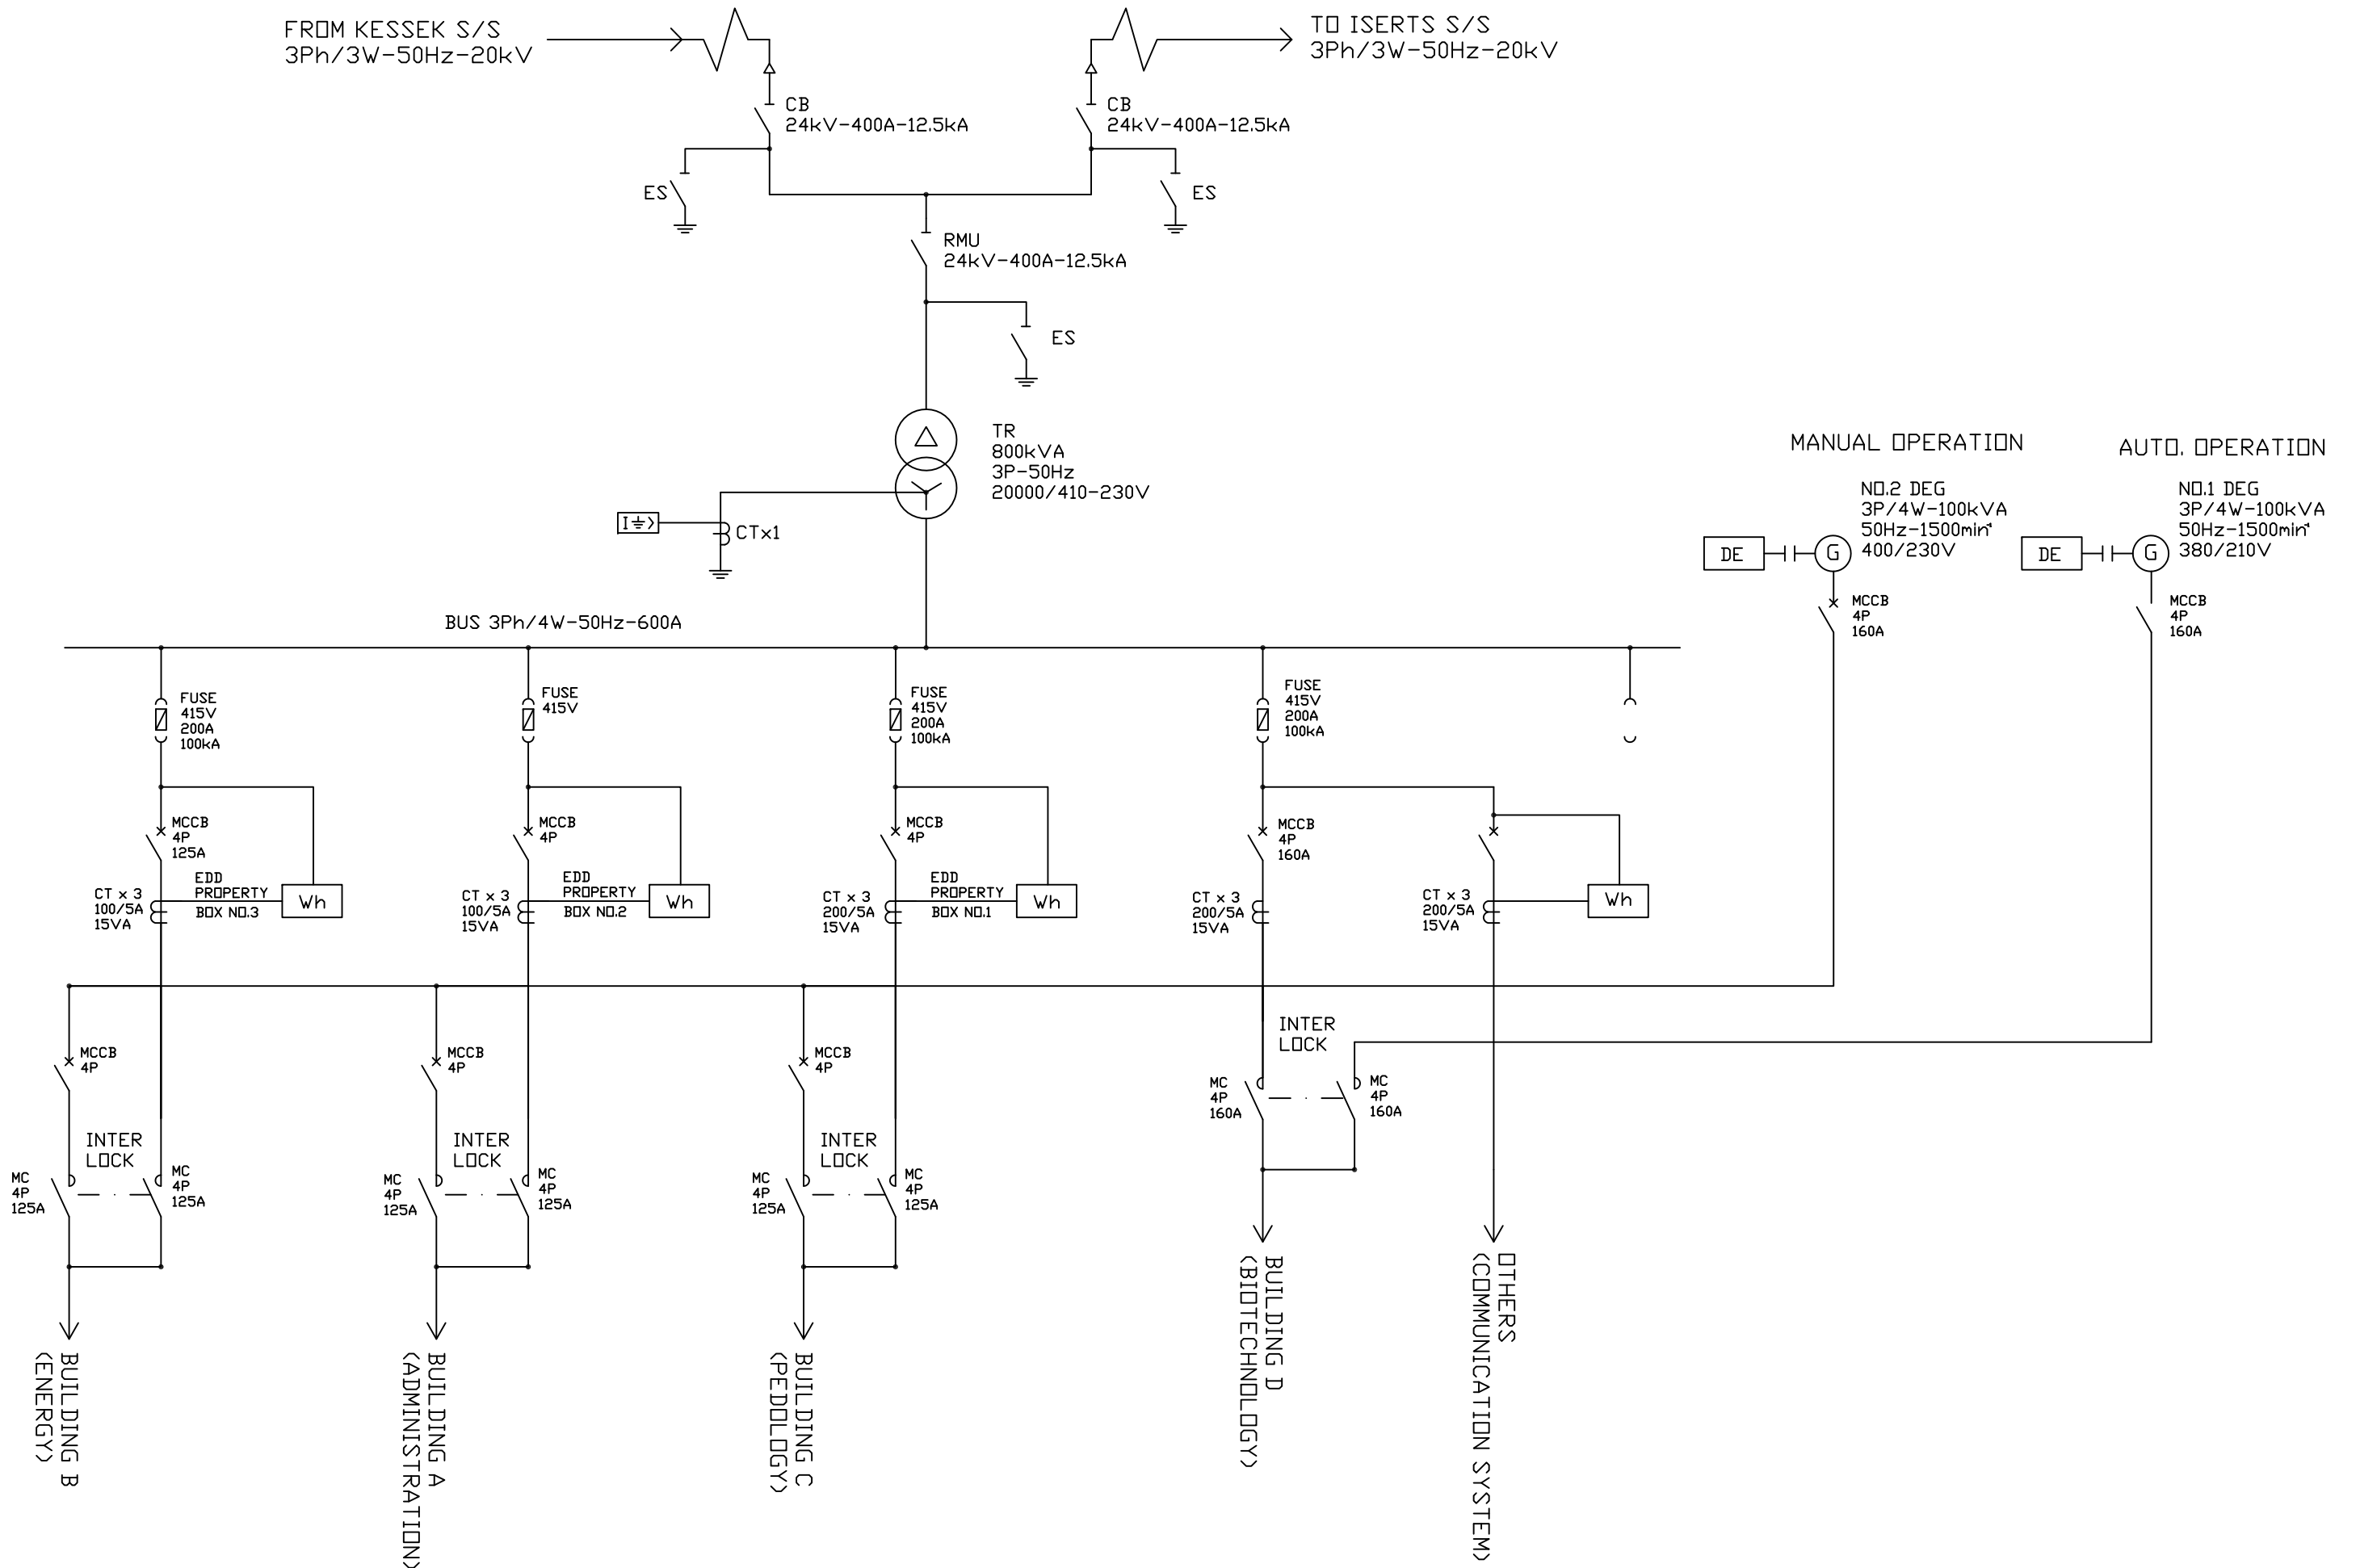 FROM KESSEK S/S
3Ph/3W-50Hz-20kV
TO ISERTS S/S
3Ph/3W-50Hz-20kV
CB
24kV-400A-12.5kA
CB
24kV-400A-12.5kA
ES
ES
RMU
24kV-400A-12.5kA
ES
TR
800kVA
3P-50Hz
20000/410-230V
I
CTx1
MANUAL OPERATION
NO.2 DEG
3P/4W-100kVA
50Hz-1500min⁻¹
400/230V
DE
G
MCCB
4P
160A
AUTO. OPERATION
NO.1 DEG
3P/4W-100kVA
50Hz-1500min⁻¹
380/210V
DE
G
MCCB
4P
160A
BUS 3Ph/4W-50Hz-600A
FUSE
415V
200A
100kA
FUSE
415V
FUSE
415V
200A
100kA
FUSE
415V
200A
100kA
MCCB
4P
125A
MCCB
4P
MCCB
4P
MCCB
4P
160A
CT x 3
100/5A
15VA
EDD
PROPERTY
BOX NO.3
Wh
CT x 3
100/5A
15VA
EDD
PROPERTY
BOX NO.2
Wh
CT x 3
200/5A
15VA
EDD
PROPERTY
BOX NO.1
Wh
CT x 3
200/5A
15VA
CT x 3
200/5A
15VA
Wh
MCCB
4P
MCCB
4P
MCCB
4P
INTER
LOCK
MC
4P
160A
MC
4P
160A
INTER
LOCK
MC
4P
125A
MC
4P
125A
INTER
LOCK
MC
4P
125A
MC
4P
125A
INTER
LOCK
MC
4P
125A
MC
4P
125A
BUILDING B
(ENERGY)
BUILDING A
(ADMINISTRATION)
BUILDING C
(PEDOLOGY)
BUILDING D
(BIOTECHNOLOGY)
OTHERS
(COMMUNICATION SYSTEM)